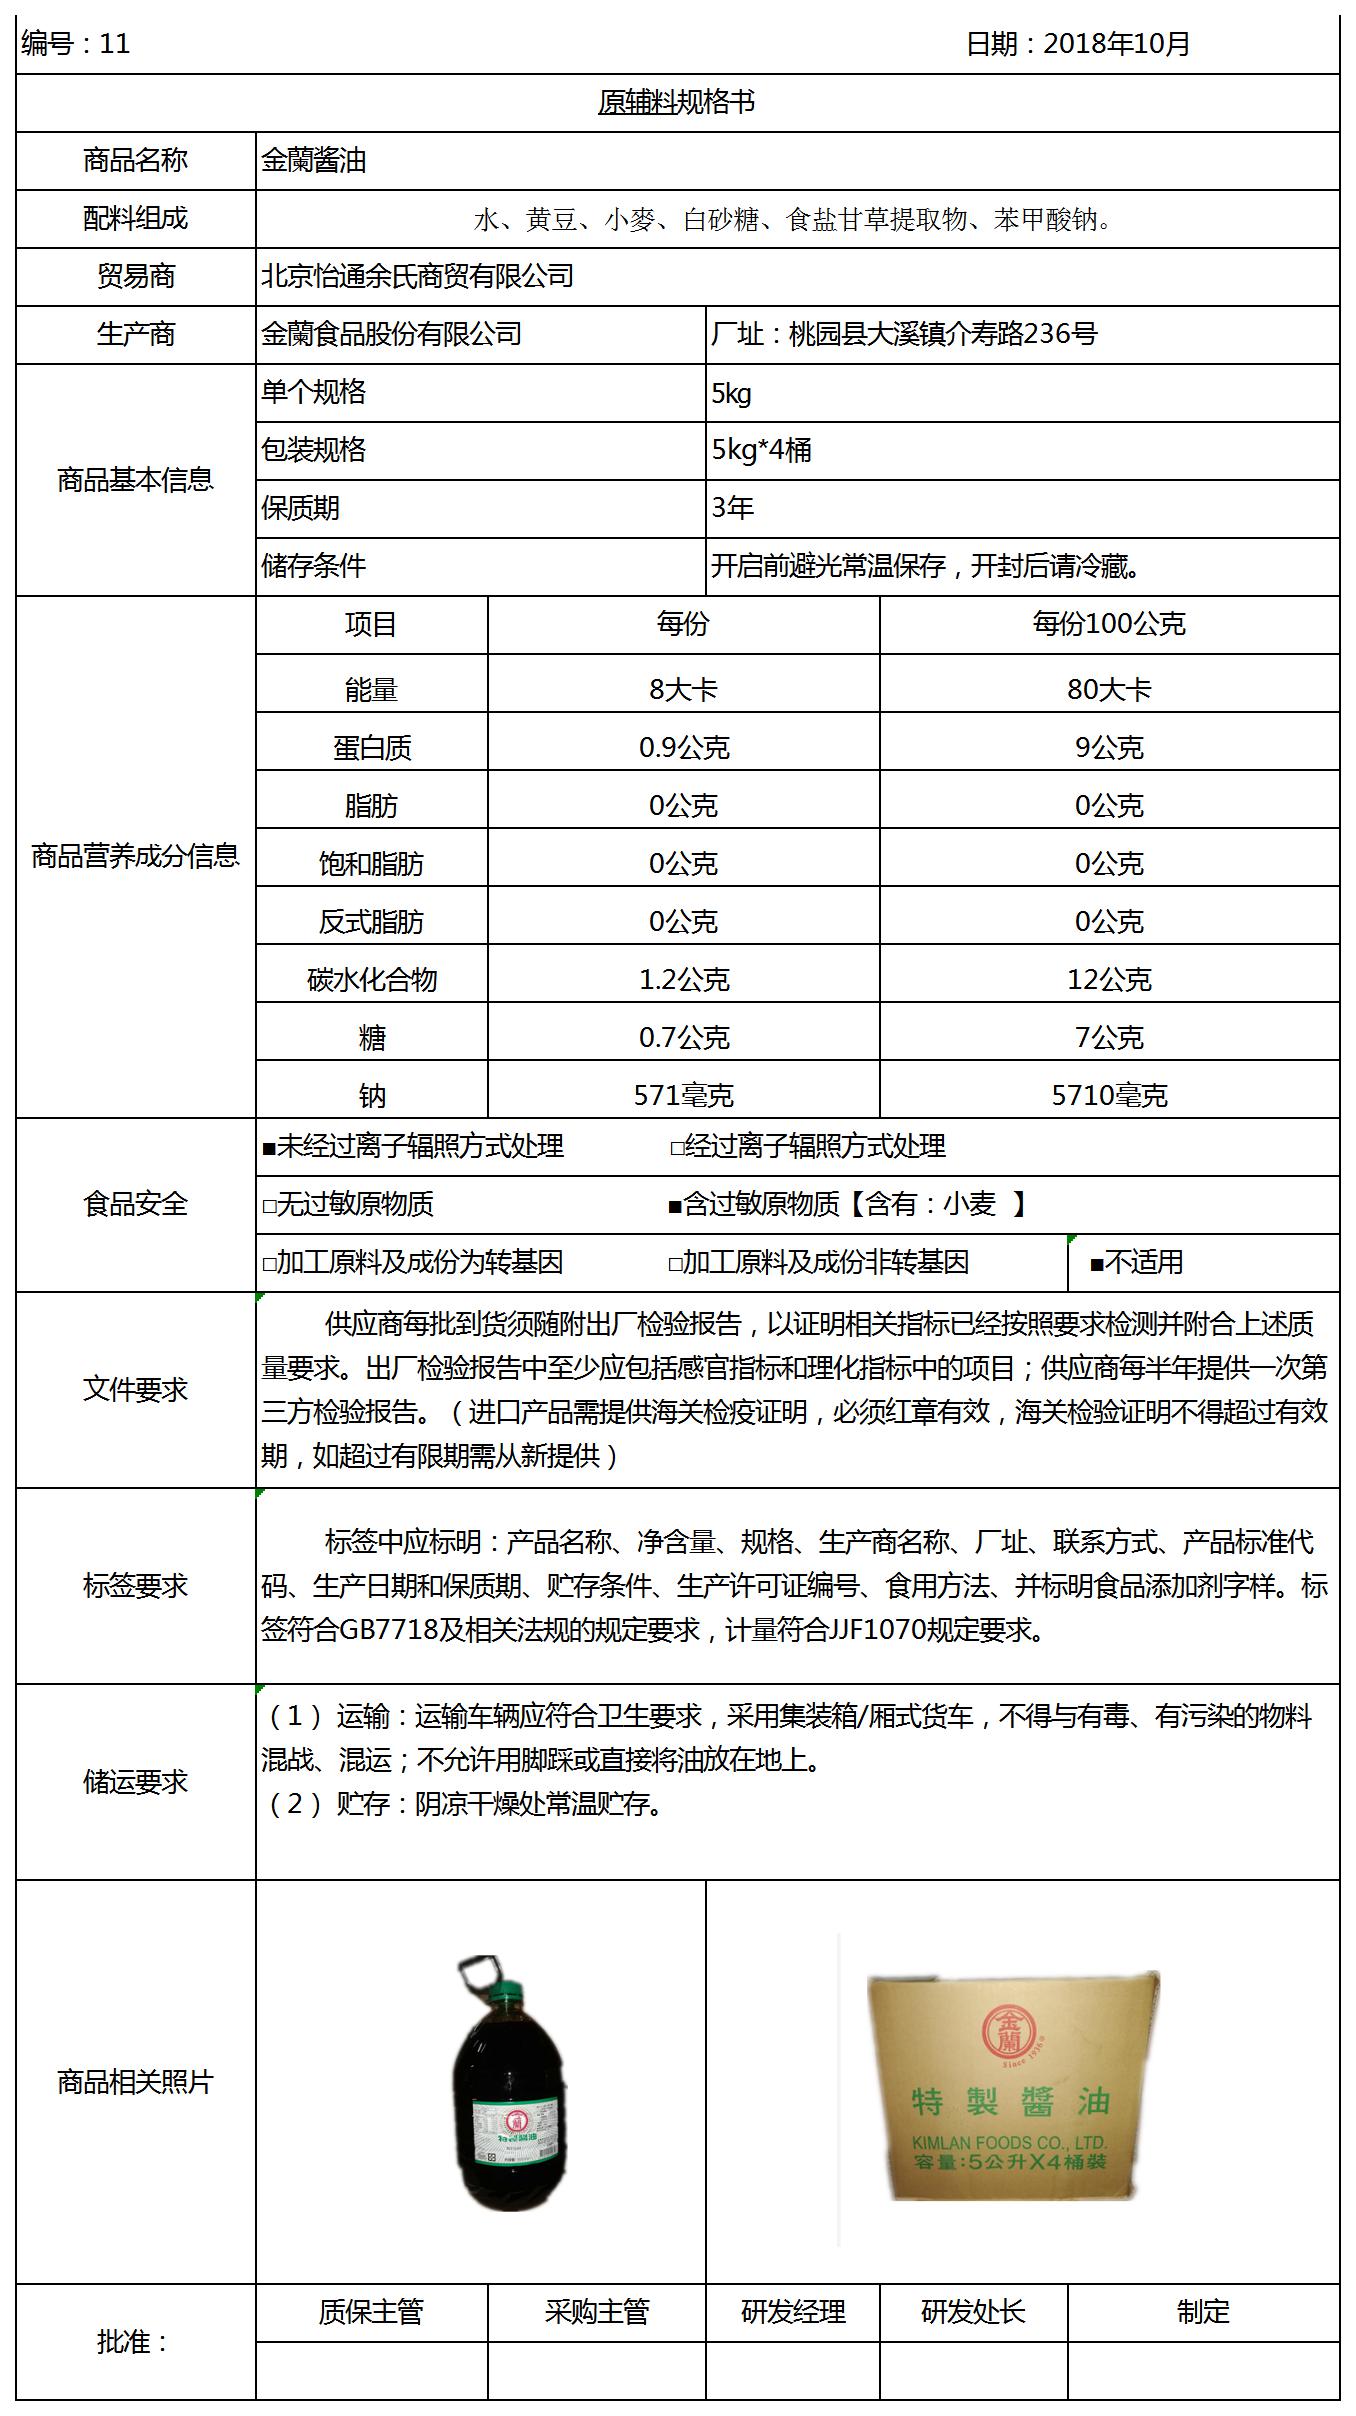 编号：11 日期：2018年10月
原辅料规格书
商品名称 金蘭酱油
配料组成 水、黄豆、小麥、白砂糖、食盐甘草提取物、苯甲酸钠。
贸易商 北京怡通余氏商贸有限公司
生产商 金蘭食品股份有限公司 厂址：桃园县大溪镇介寿路236号
商品基本信息
单个规格 5kg
包装规格 5kg*4桶
保质期 3年
储存条件 开启前避光常温保存，开封后请冷藏。
商品营养成分信息
项目 每份 每份100公克
能量 8大卡 80大卡
蛋白质 0.9公克 9公克
脂肪 0公克 0公克
饱和脂肪 0公克 0公克
反式脂肪 0公克 0公克
碳水化合物 1.2公克 12公克
糖 0.7公克 7公克
钠 571毫克 5710毫克
食品安全
■未经过离子辐照方式处理 □经过离子辐照方式处理
□无过敏原物质 ■含过敏原物质【含有：小麦 】
□加工原料及成份为转基因 □加工原料及成份非转基因 ■不适用
文件要求
供应商每批到货须随附出厂检验报告，以证明相关指标已经按照要求检测并附合上述质
量要求。出厂检验报告中至少应包括感官指标和理化指标中的项目；供应商每半年提供一次第
三方检验报告。（进口产品需提供海关检疫证明，必须红章有效，海关检验证明不得超过有效
期，如超过有限期需从新提供）
标签要求
标签中应标明：产品名称、净含量、规格、生产商名称、厂址、联系方式、产品标准代
码、生产日期和保质期、贮存条件、生产许可证编号、食用方法、并标明食品添加剂字样。标
签符合GB7718及相关法规的规定要求，计量符合JJF1070规定要求。
储运要求
（1） 运输：运输车辆应符合卫生要求，采用集装箱/厢式货车，不得与有毒、有污染的物料
混战、混运；不允许用脚踩或直接将油放在地上。
（2） 贮存：阴凉干燥处常温贮存。
商品相关照片
金蘭
特製醬油
金蘭
Since 1936®
特製醬油
KIMLAN FOODS CO., LTD.
容量:5公升X4桶裝
批准：
质保主管 采购主管 研发经理 研发处长 制定